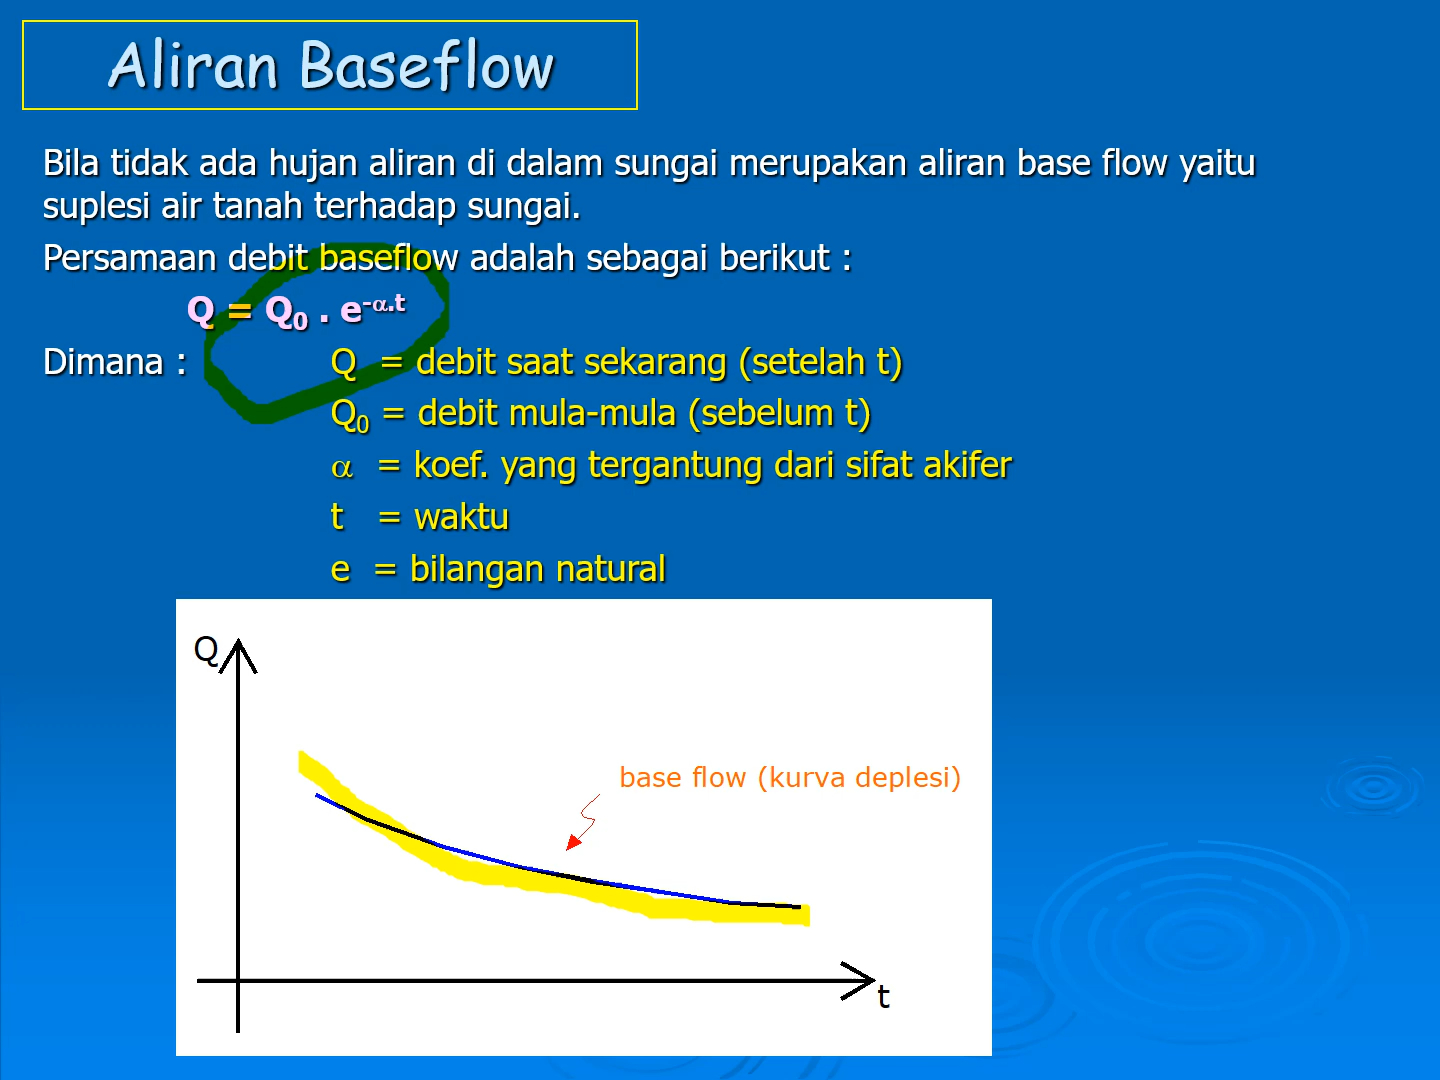 Aliran Baseflow
Bila tidak ada hujan aliran di dalam sungai merupakan aliran base flow yaitu
suplesi air tanah terhadap sungai.
Persamaan debit baseflow adalah sebagai berikut :
Q = Q₀ . e^-α.t
Dimana : Q = debit saat sekarang (setelah t)
Q₀ = debit mula-mula (sebelum t)
α = koef. yang tergantung dari sifat akifer
t = waktu
e = bilangan natural
Q
base flow (kurva deplesi)
t